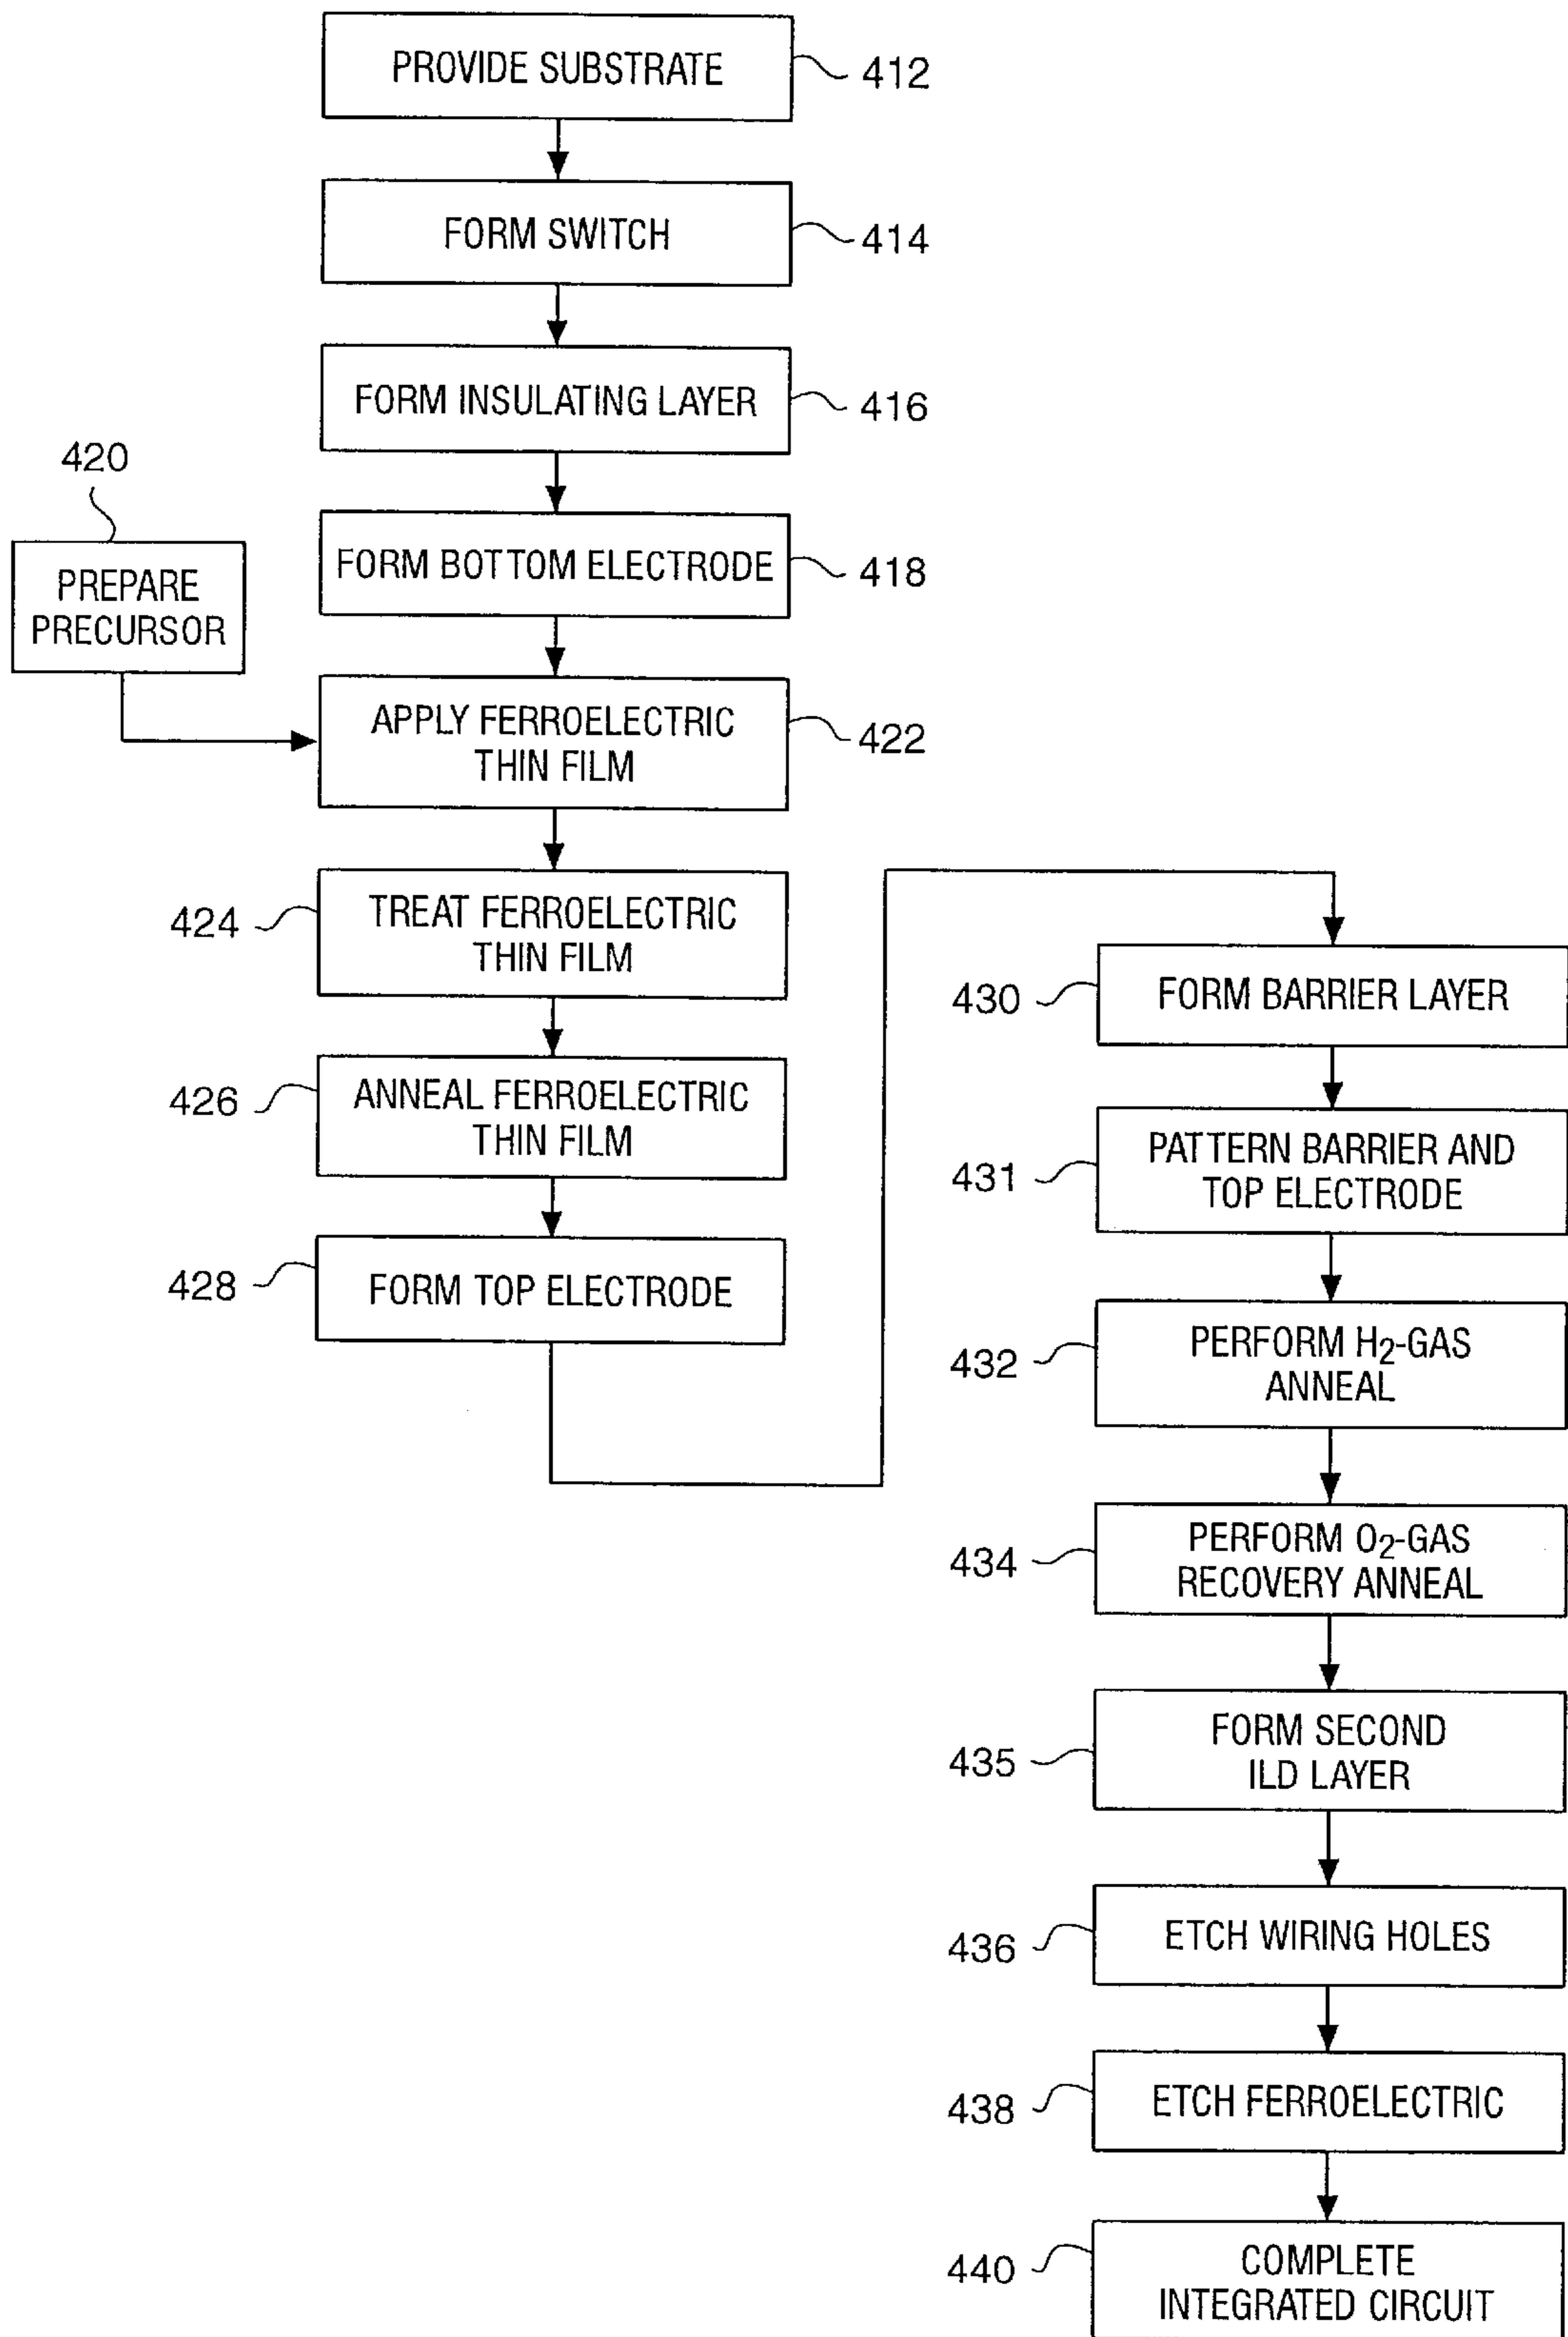 PROVIDE SUBSTRATE
412
FORM SWITCH
414
FORM INSULATING LAYER
416
FORM BOTTOM ELECTRODE
418
420
PREPARE
PRECURSOR
APPLY FERROELECTRIC
THIN FILM
422
424
TREAT FERROELECTRIC
THIN FILM
426
ANNEAL FERROELECTRIC
THIN FILM
428
FORM TOP ELECTRODE
430
FORM BARRIER LAYER
431
PATTERN BARRIER AND
TOP ELECTRODE
432
PERFORM H2-GAS
ANNEAL
434
PERFORM O2-GAS
RECOVERY ANNEAL
435
FORM SECOND
ILD LAYER
436
ETCH WIRING HOLES
438
ETCH FERROELECTRIC
440
COMPLETE
INTEGRATED CIRCUIT